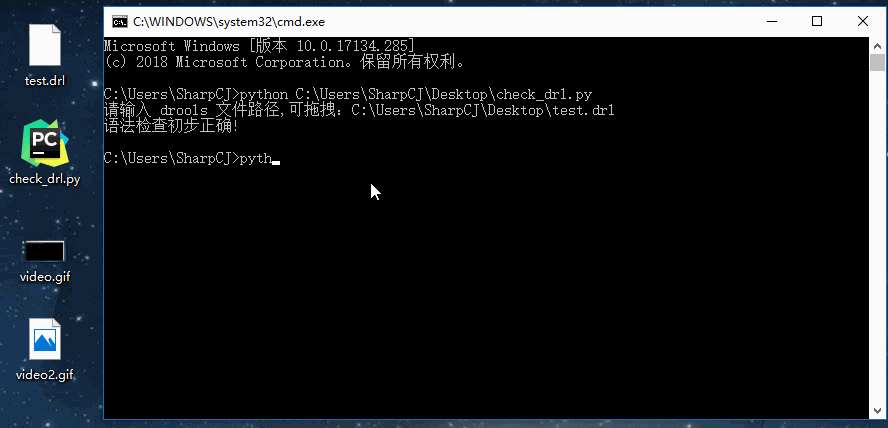 C:\WINDOWS\system32\cmd.exe
Microsoft Windows [版本 10.0.17134.285]
(c) 2018 Microsoft Corporation。保留所有权利。
C:\Users\SharpCJ>python C:\Users\SharpCJ\Desktop\check_drl.py
请输入 drools 文件路径,可拖拽：C:\Users\SharpCJ\Desktop\test.drl
语法检查初步正确!
C:\Users\SharpCJ>pyth
test.drl
PC
check_drl.py
video.gif
video2.gif